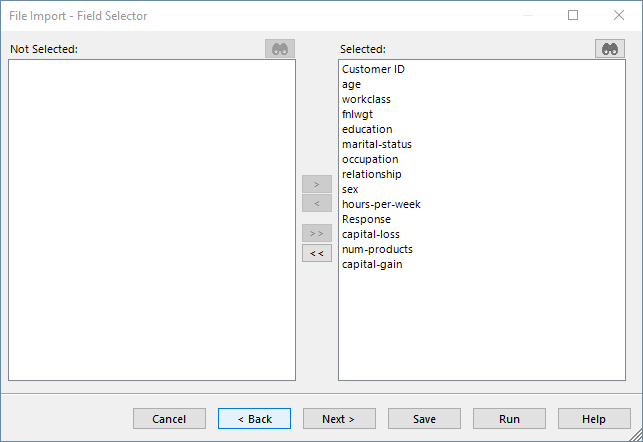 File Import - Field Selector
Not Selected:
Selected:
Customer ID
age
workclass
fnlwgt
education
marital-status
occupation
relationship
sex
hours-per-week
Response
capital-loss
num-products
capital-gain
>
<
>>
<<
Cancel
< Back
Next >
Save
Run
Help